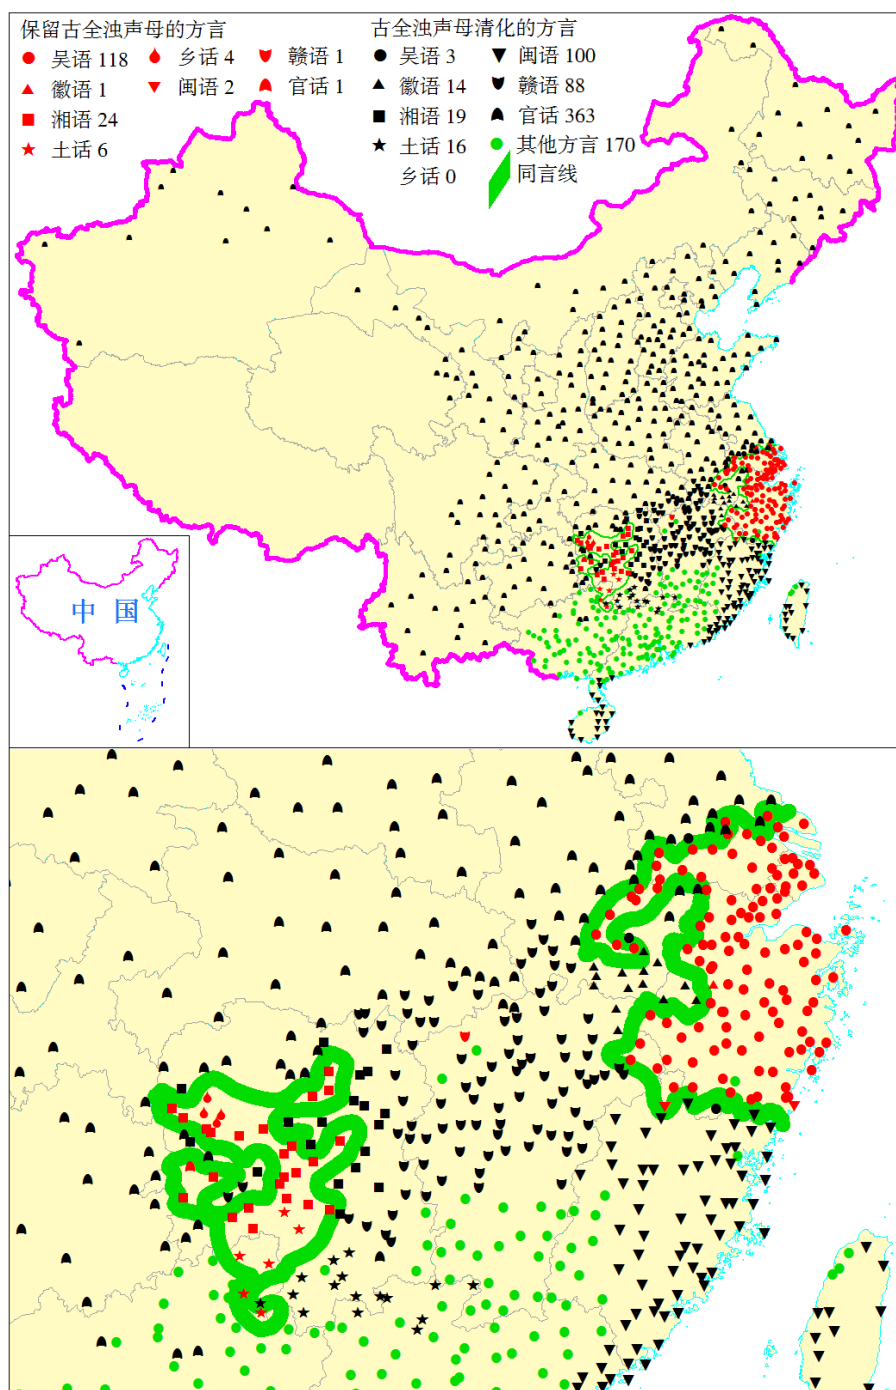 保留古全浊声母的方言
吴语 118 乡话 4 赣语 1
徽语 1 闽语 2 官话 1
湘语 24
土话 6
古全浊声母清化的方言
吴语 3 闽语 100
徽语 14 赣语 88
湘语 19 官话 363
土话 16 其他方言 170
乡话 0 同言线
中 国